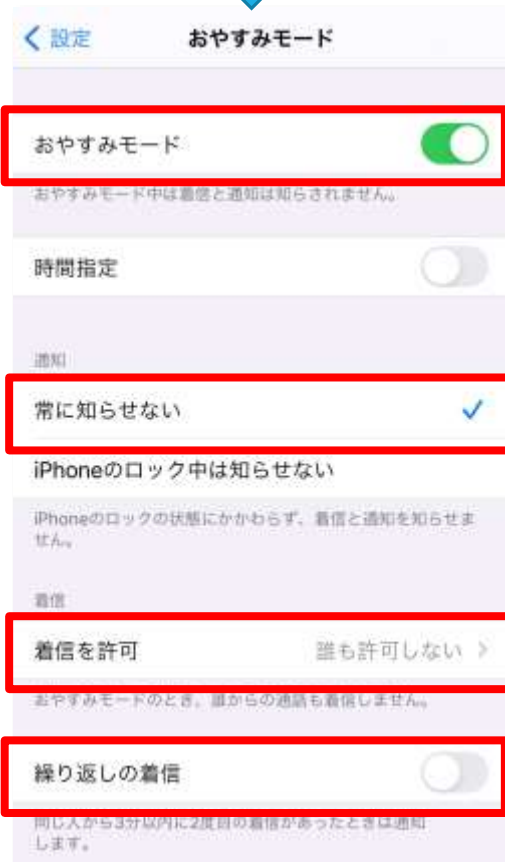 設定
おやすみモード
おやすみモード
おやすみモード中は着信と通知は知らされません。
時間指定
通知
常に知らせない
iPhoneのロック中は知らせない
iPhoneのロックの状態にかかわらず、着信と通知を知らせま
せん。
着信
着信を許可 誰も許可しない
おやすみモードのとき、誰からの通話も着信しません。
繰り返しの着信
同じ人から3分以内に2度目の着信があったときは通知
します。